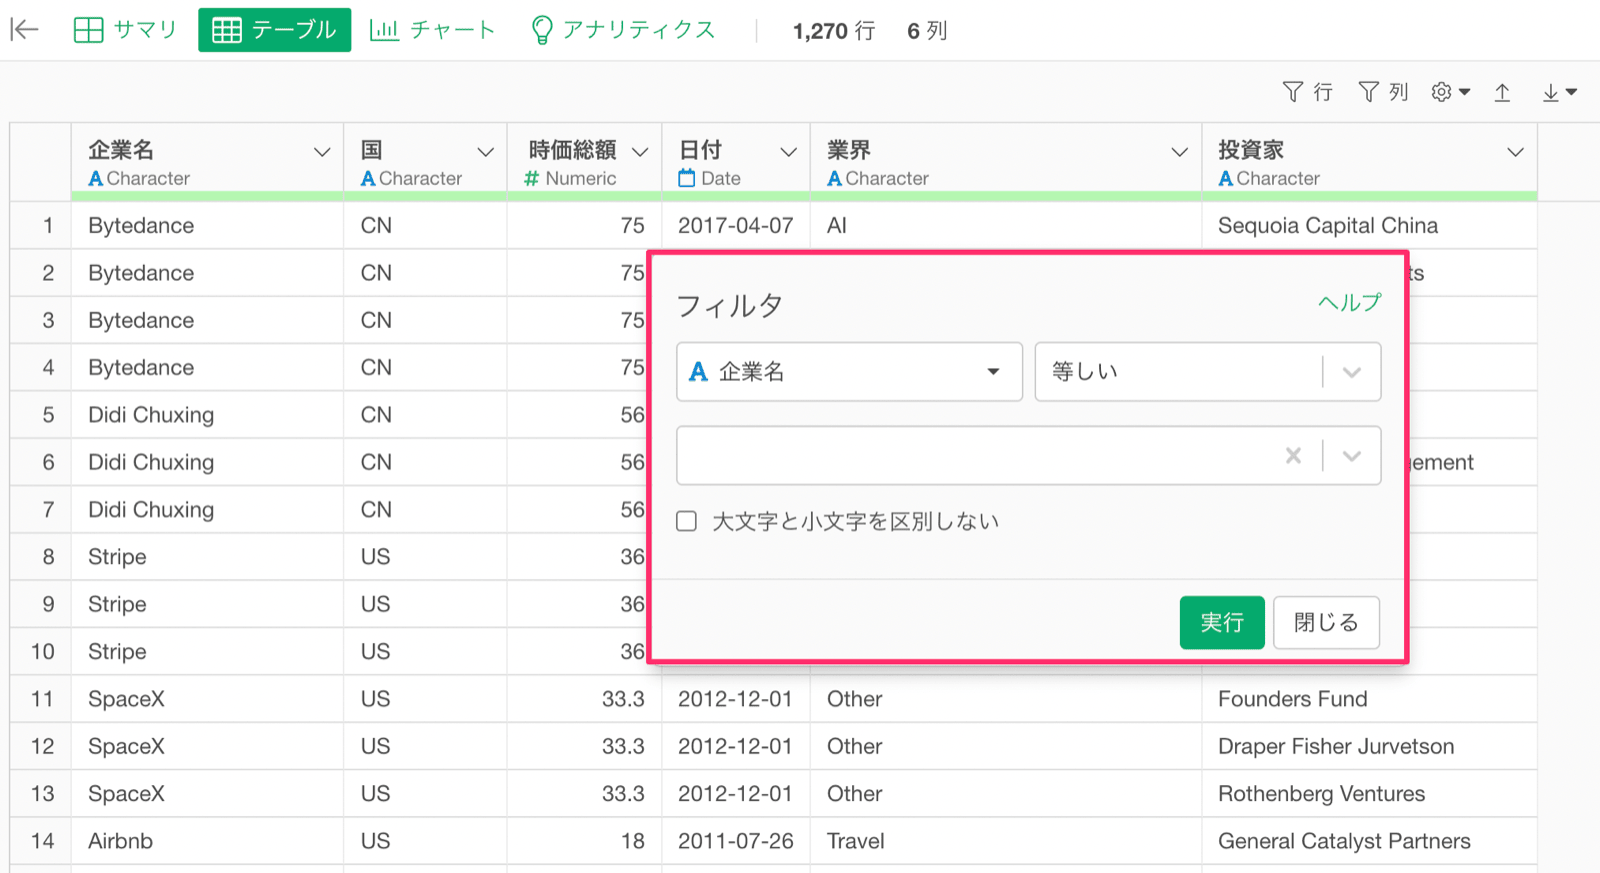 サマリ テーブル チャート アナリティクス 1,270 行 6 列
行 列
企業名 国 時価総額 日付 業界 投資家
Character Character # Numeric Date Character Character
1 Bytedance CN 75 2017-04-07 AI Sequoia Capital China
2 Bytedance CN 75 ts
3 Bytedance CN 75
4 Bytedance CN 75
5 Didi Chuxing CN 56
6 Didi Chuxing CN 56 ement
7 Didi Chuxing CN 56
8 Stripe US 36
9 Stripe US 36
10 Stripe US 36
フィルタ ヘルプ
A 企業名 等しい
大文字と小文字を区別しない
実行 閉じる
11 SpaceX US 33.3 2012-12-01 Other Founders Fund
12 SpaceX US 33.3 2012-12-01 Other Draper Fisher Jurvetson
13 SpaceX US 33.3 2012-12-01 Other Rothenberg Ventures
14 Airbnb US 18 2011-07-26 Travel General Catalyst Partners